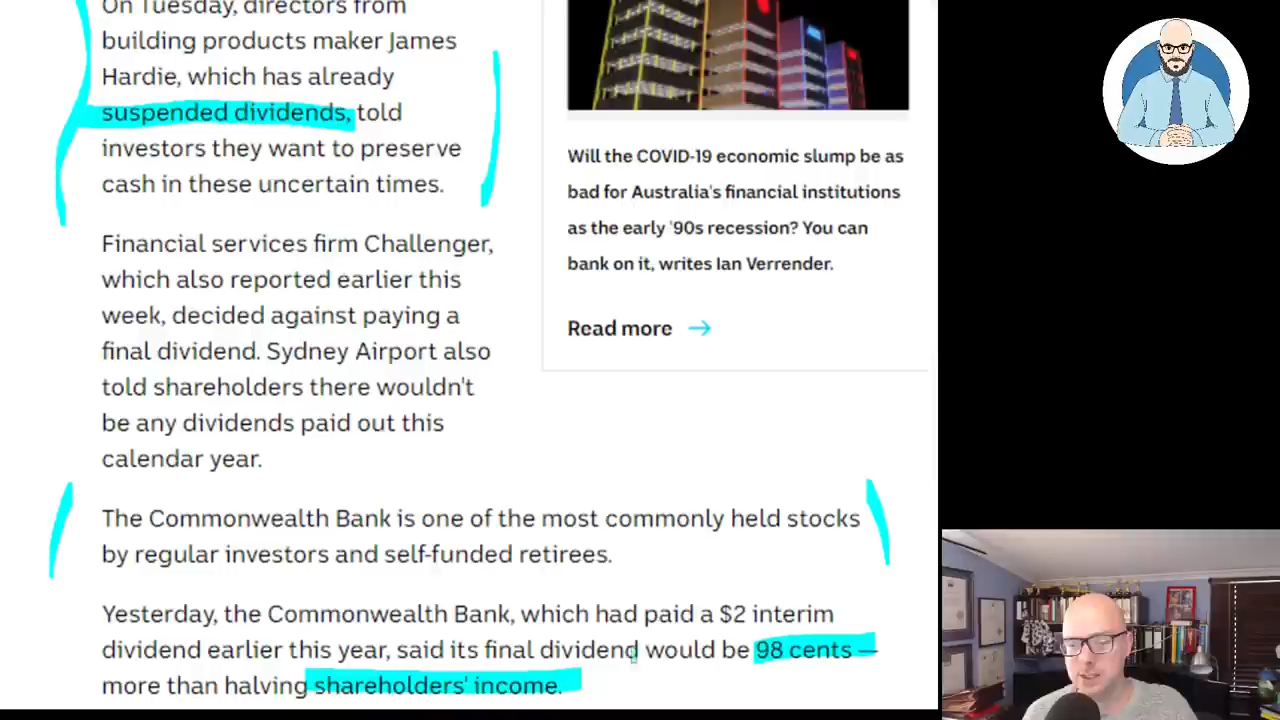 On Tuesday, directors from
building products maker James
Hardie, which has already
suspended dividends, told
investors they want to preserve
cash in these uncertain times.
Financial services firm Challenger,
which also reported earlier this
week, decided against paying a
final dividend. Sydney Airport also
told shareholders there wouldn't
be any dividends paid out this
calendar year.
Will the COVID-19 economic slump be as
bad for Australia's financial institutions
as the early '90s recession? You can
bank on it, writes Ian Verrender.
Read more →
The Commonwealth Bank is one of the most commonly held stocks
by regular investors and self-funded retirees.
Yesterday, the Commonwealth Bank, which had paid a $2 interim
dividend earlier this year, said its final dividend would be 98 cents —
more than halving shareholders' income.